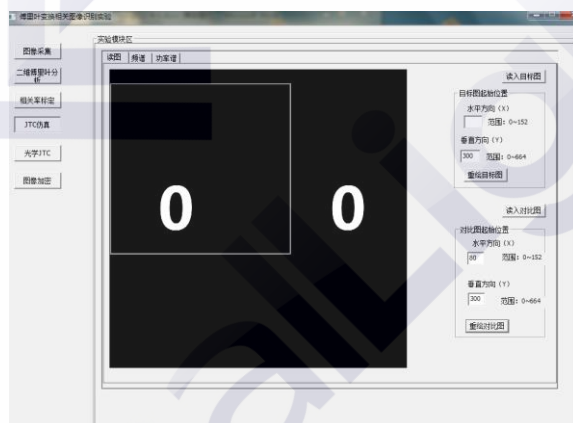 傅里叶变换相关图像识别实验
图像采集
二维傅里叶分析
相关率标定
JTC仿真
光学JTC
图像加密
实验模块区
读图 频谱 功率谱
0 0
读入目标图
目标图起始位置
水平方向 (X)
范围: 0~152
垂直方向 (Y)
300 范围: 0~664
重绘目标图
读入对比图
对比图起始位置
水平方向 (X)
80 范围: 0~152
垂直方向 (Y)
300 范围: 0~664
重绘对比图